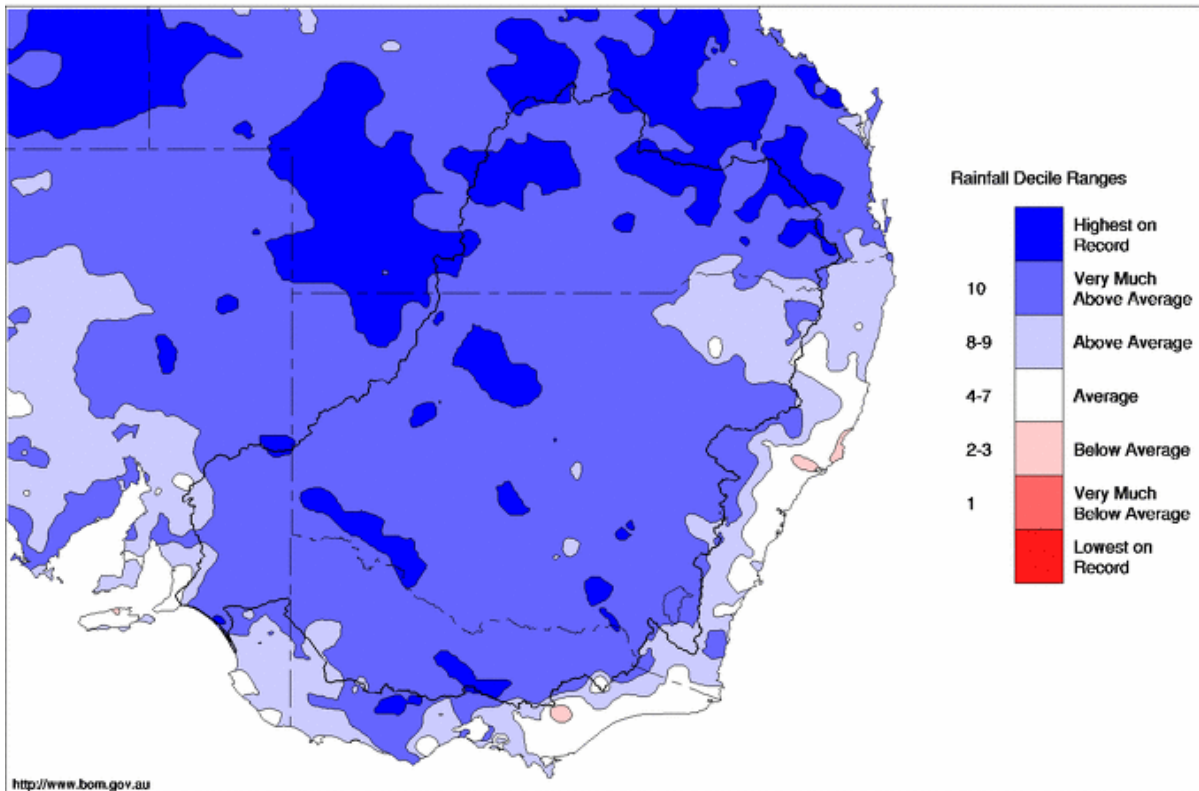 Rainfall Decile Ranges
Highest on
Record
10
Very Much
Above Average
8-9
Above Average
4-7
Average
2-3
Below Average
1
Very Much
Below Average
Lowest on
Record
http://www.bom.gov.au